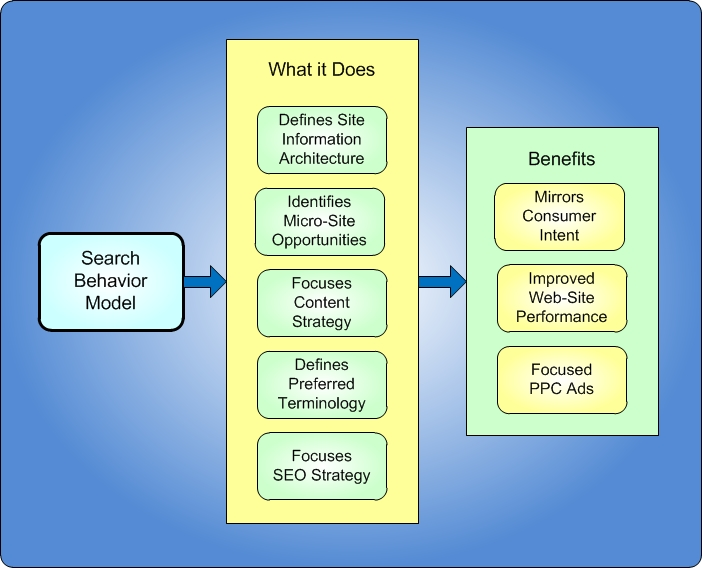 Search
Behavior
Model
What it Does
Defines Site
Information
Architecture
Identifies
Micro-Site
Opportunities
Focuses
Content
Strategy
Defines
Preferred
Terminology
Focuses
SEO Strategy
Benefits
Mirrors
Consumer
Intent
Improved
Web-Site
Performance
Focused
PPC Ads